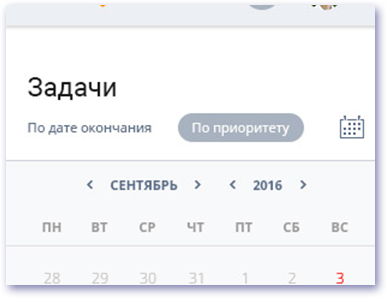 Задачи
По дате окончания По приоритету
< СЕНТЯБРЬ > < 2016 >
ПН ВТ СР ЧТ ПТ СБ ВС
28 29 30 31 1 2 3